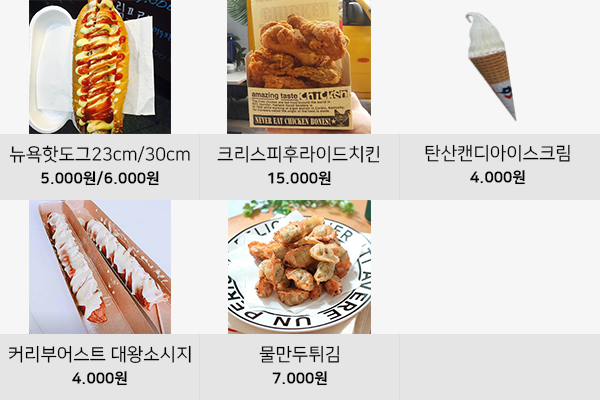 amazing taste chicken
NEVER EAT CHICKEN BONES!
뉴욕핫도그23cm/30cm
5.000원/6.000원
크리스피후라이드치킨
15.000원
탄산캔디아이스크림
4.000원
커리부어스트 대왕소시지
4.000원
물만두튀김
7.000원